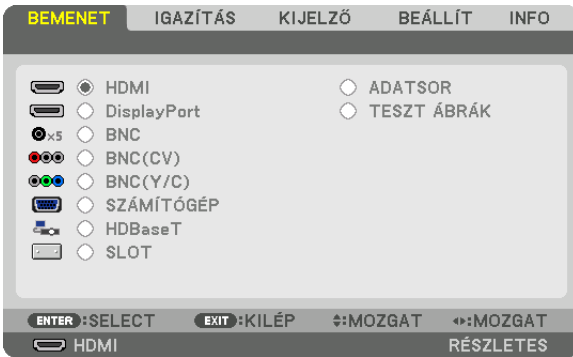 BEMENET IGAZÍTÁS KIJELZŐ BEÁLLÍT INFO
HDMI ADATSOR
DisplayPort TESZT ÁBRÁK
×5 BNC
BNC(CV)
BNC(Y/C)
SZÁMÍTÓGÉP
HDBaseT
SLOT
ENTER :SELECT EXIT :KILÉP :MOZGAT :MOZGAT
HDMI RÉSZLETES